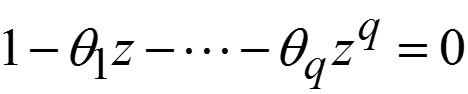 1 − θ₁z − ⋯ − θ_q z^q = 0